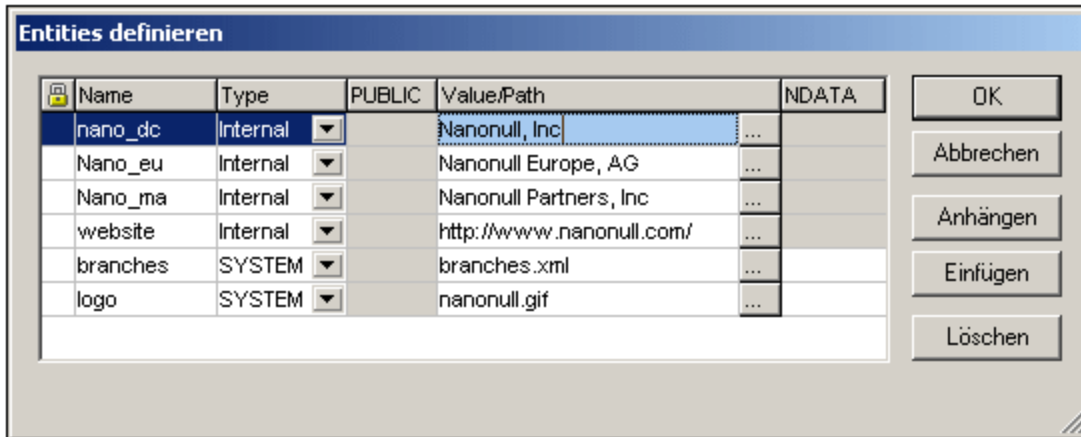 Entities definieren
Name Type PUBLIC Value/Path NDATA
nano_dc Internal Nanonull, Inc ...
Nano_eu Internal Nanonull Europe, AG ...
Nano_ma Internal Nanonull Partners, Inc ...
website Internal http://www.nanonull.com/ ...
branches SYSTEM branches.xml ...
logo SYSTEM nanonull.gif ...
OK
Abbrechen
Anhängen
Einfügen
Löschen